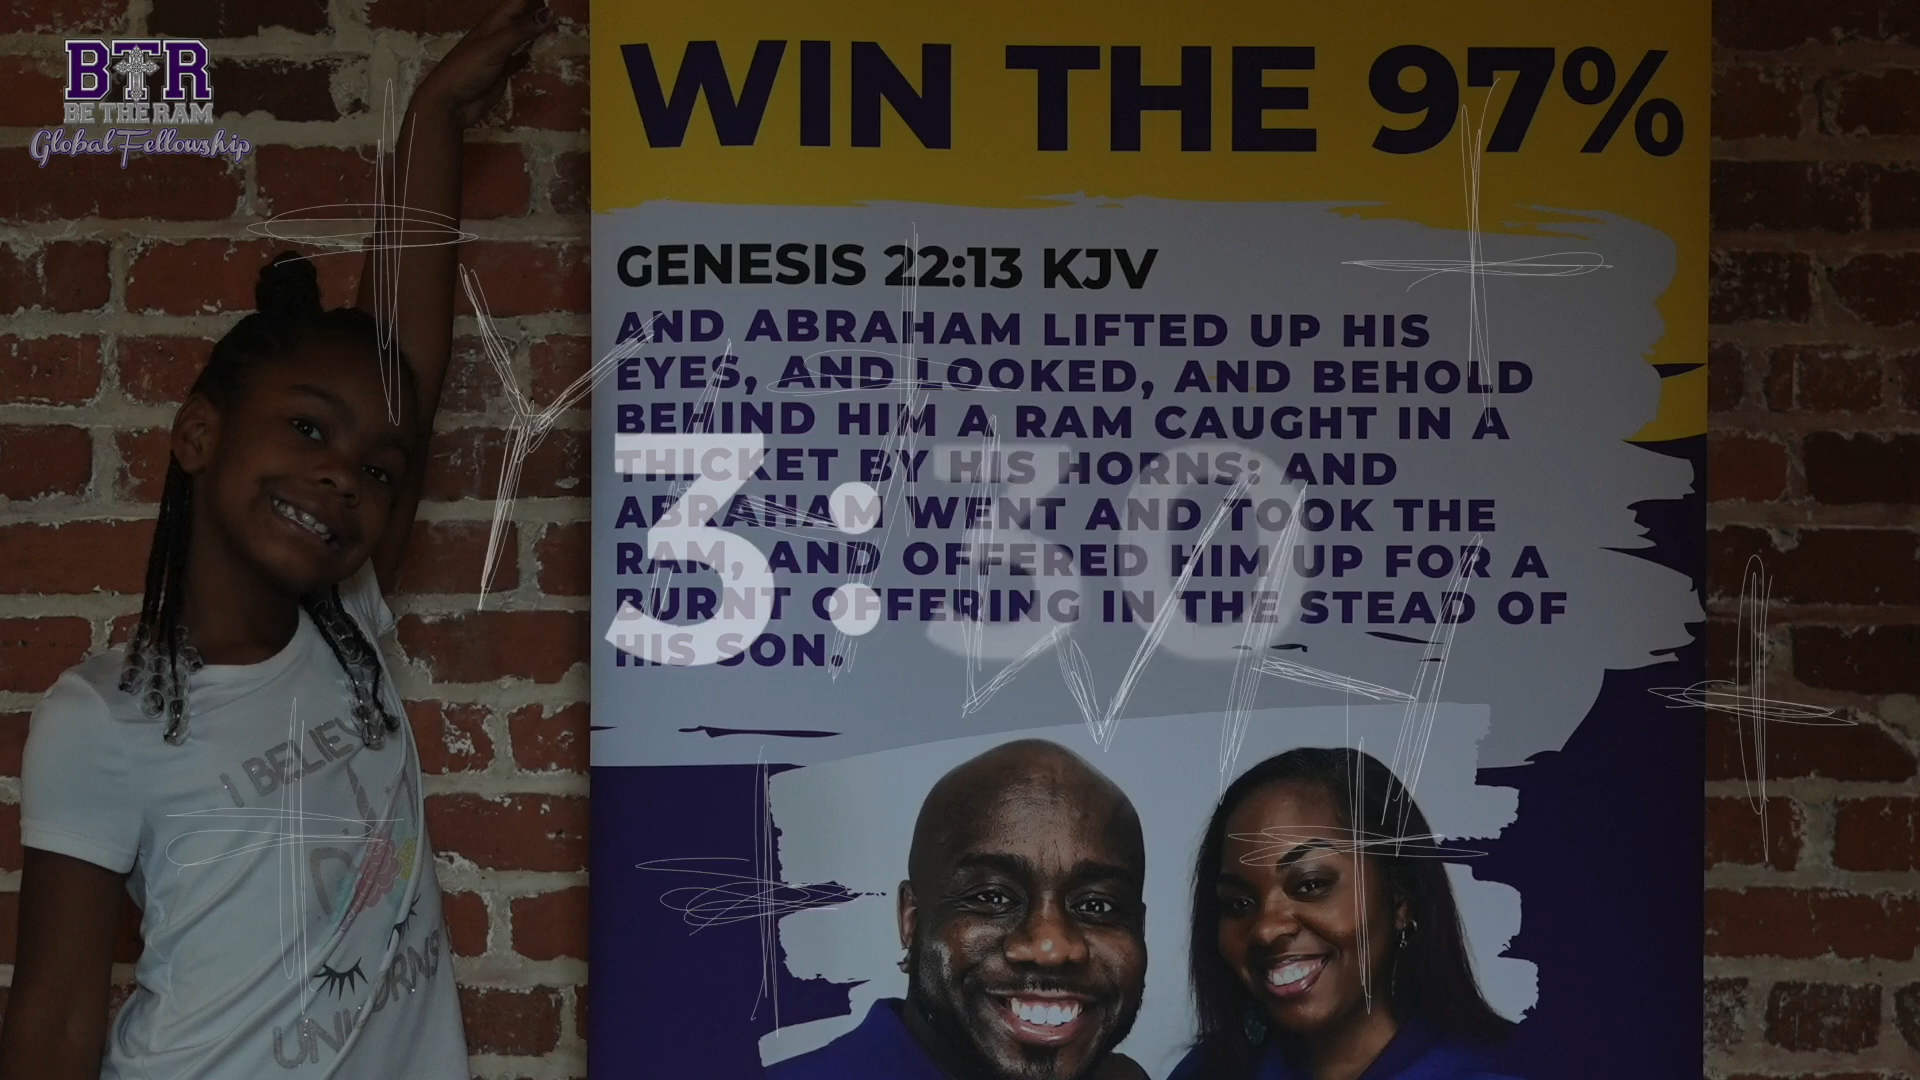 BTR
BE THE RAM
Global Fellowship
WIN THE 97%
GENESIS 22:13 KJV
AND ABRAHAM LIFTED UP HIS
EYES, AND LOOKED, AND BEHOLD
BEHIND HIM A RAM CAUGHT IN A
THICKET BY HIS HORNS: AND
ABRAHAM WENT AND TOOK THE
RAM, AND OFFERED HIM UP FOR A
BURNT OFFERING IN THE STEAD OF
HIS SON.
3:30
I BELIEVE
UNICORNS